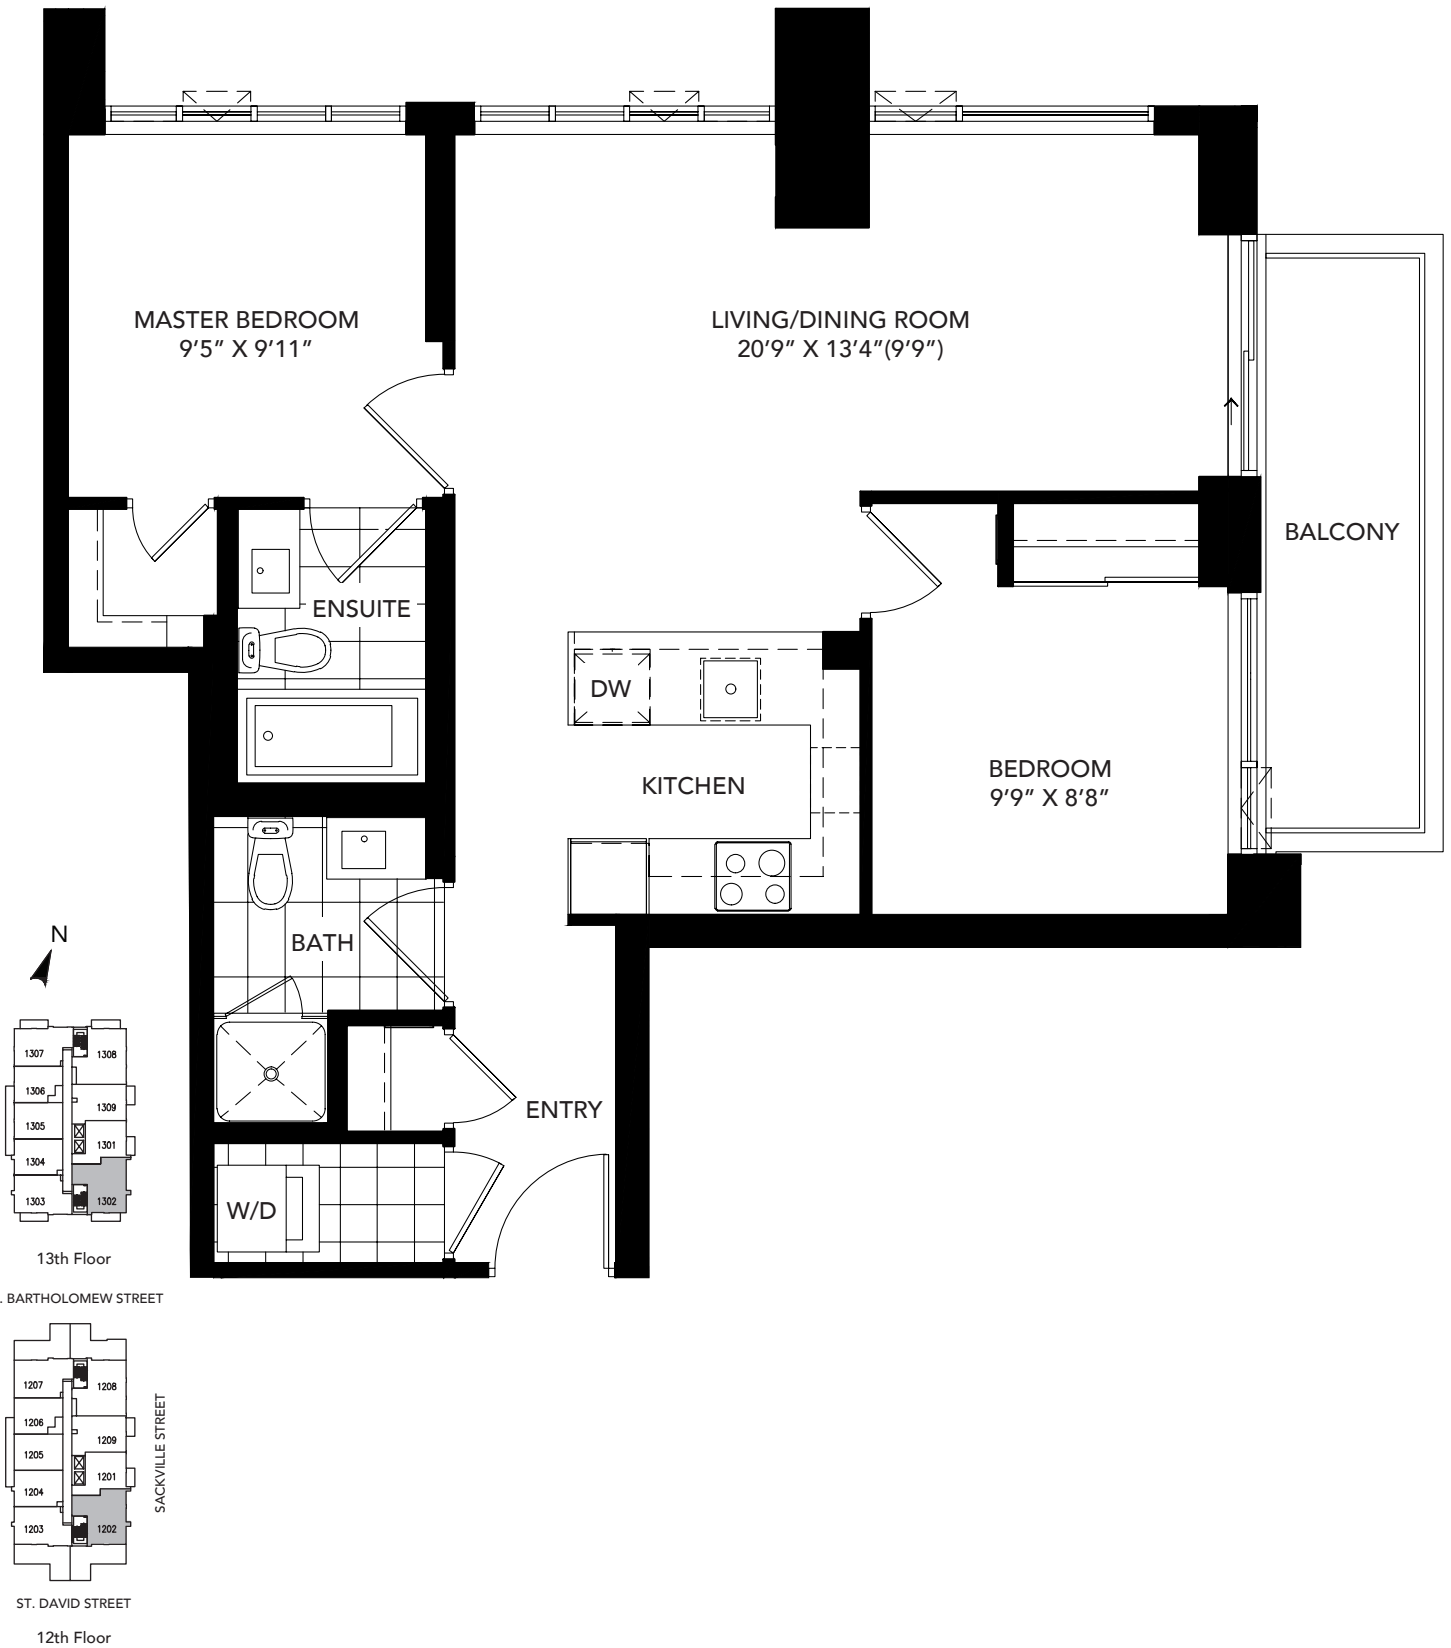 MASTER BEDROOM
9'5" X 9'11"
LIVING/DINING ROOM
20'9" X 13'4"(9'9")
BALCONY
ENSUITE
DW
KITCHEN
BEDROOM
9'9" X 8'8"
BATH
ENTRY
W/D
N
1307
1308
1306
1309
1305
1301
1304
1303
1302
13th Floor
. BARTHOLOMEW STREET
1207
1208
1206
1209
1205
1201
1204
1203
1202
SACKVILLE STREET
ST. DAVID STREET
12th Floor